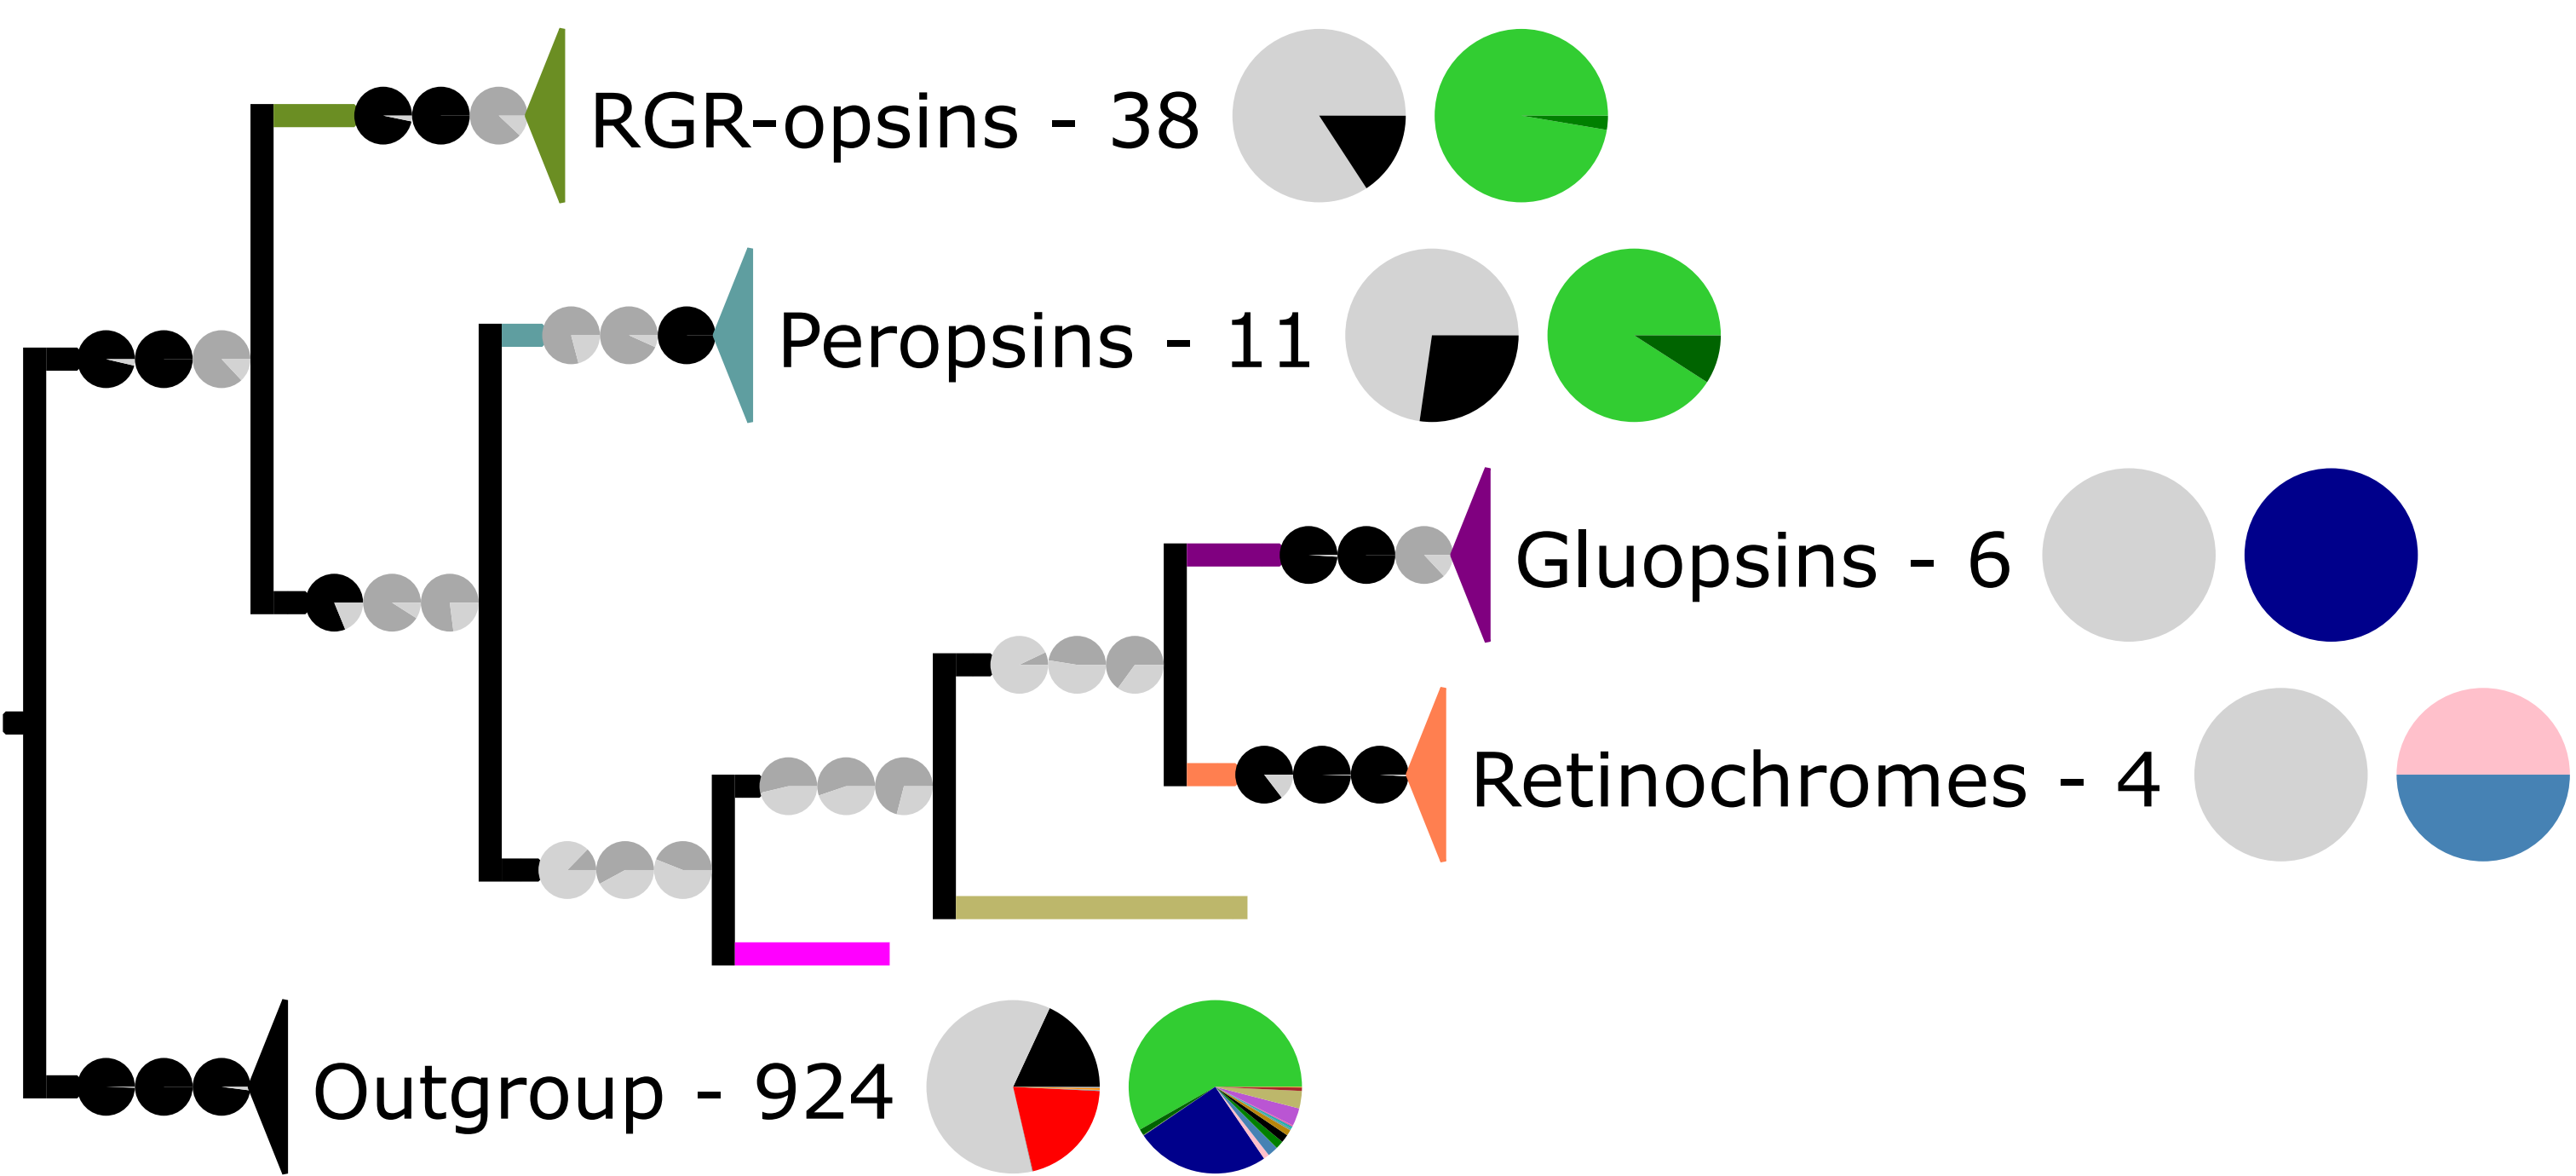 RGR-opsins - 38
Peropsins - 11
Gluopsins - 6
Retinochromes - 4
Outgroup - 924